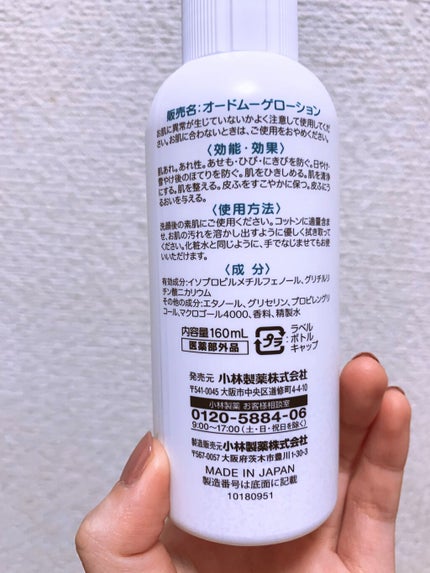 販売名:オードムーゲローション
お肌に異常が生じていないかよく注意して使用してくだ
さい。お肌に合わないときは、ご使用をおやめください。
〈効能・効果〉
肌あれ。あれ性。あせも・ひび・にきびを防ぐ。日やけ・
雪やけ後のほてりを防ぐ。肌をひきしめる。肌を清浄
にする。肌を整える。皮ふをすこやかに保つ。皮ふにう
るおいを与える。
〈使用方法〉
洗顔後の素肌にご使用ください。コットンに適量含ま
せ、お肌の汚れを溶かし出すように優しく拭き取って
ください。化粧水と同じように、手でなじませてもお使
いいただけます。
〈成分〉
有効成分:イソプロピルメチルフェノール、グリチルリ
チン酸二カリウム
その他の成分:エタノール、グリセリン、プロピレングリ
コール、マクロゴール4000、香料、精製水
内容量160mL
医薬部外品
プラ
ラベル
ボトル
キャップ
発売元 小林製薬株式会社
〒541-0045 大阪市中央区道修町4-4-10
小林製薬 お客様相談室
0120-5884-06
9:00~17:00(土・日・祝日を除く)
製造販売元 小林製薬株式会社
〒567-0057 大阪府茨木市豊川1-30-3
MADE IN JAPAN
製造番号は底面に記載
10180951